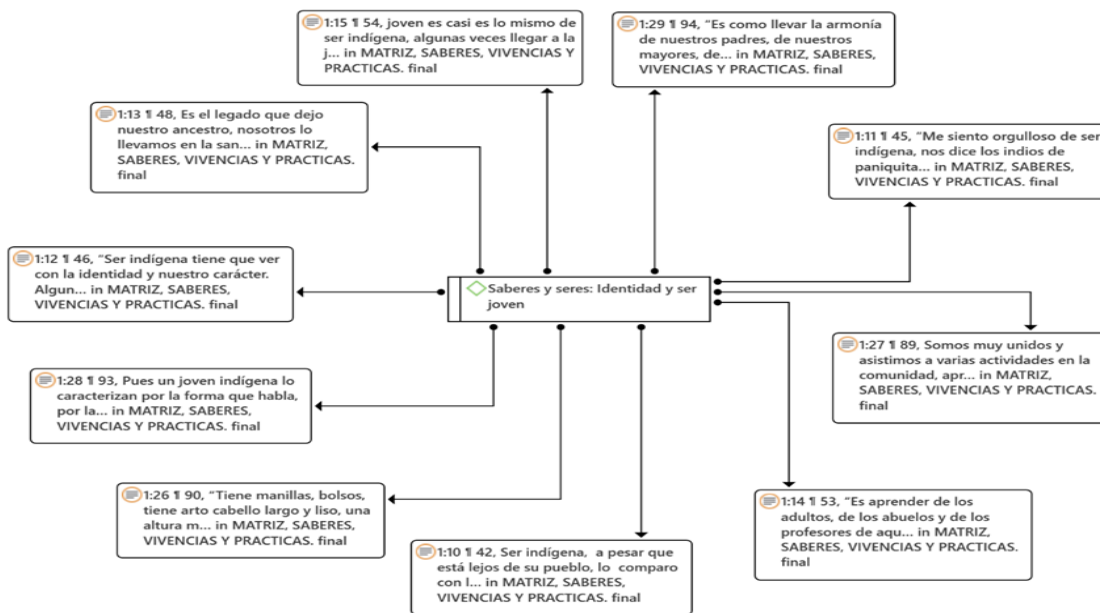 1:15 ¶ 54, joven es casi es lo mismo de
ser indígena, algunas veces llegar a la
j... in MATRIZ, SABERES, VIVENCIAS Y
PRACTICAS. final
1:29 ¶ 94, "Es como llevar la armonía
de nuestros padres, de nuestros
mayores, de... in MATRIZ, SABERES,
VIVENCIAS Y PRACTICAS. final
1:13 ¶ 48, Es el legado que dejo
nuestro ancestro, nosotros lo
llevamos en la san... in MATRIZ,
SABERES, VIVENCIAS Y PRACTICAS.
final
1:11 ¶ 45, "Me siento orgulloso de ser
indígena, nos dice los indios de
paniquita... in MATRIZ, SABERES,
VIVENCIAS Y PRACTICAS. final
1:12 ¶ 46, "Ser indígena tiene que ver
con la identidad y nuestro carácter.
Algun... in MATRIZ, SABERES,
VIVENCIAS Y PRACTICAS. final
Saberes y seres: Identidad y ser
joven
1:27 ¶ 89, Somos muy unidos y
asistimos a varias actividades en la
comunidad, apr... in MATRIZ,
SABERES, VIVENCIAS Y PRACTICAS.
final
1:28 ¶ 93, Pues un joven indígena lo
caracterizan por la forma que habla,
por la... in MATRIZ, SABERES,
VIVENCIAS Y PRACTICAS. final
1:26 ¶ 90, "Tiene manillas, bolsos,
tiene arto cabello largo y liso, una
altura m... in MATRIZ, SABERES,
VIVENCIAS Y PRACTICAS. final
1:14 ¶ 53, "Es aprender de los
adultos, de los abuelos y de los
profesores de aqu... in MATRIZ,
SABERES, VIVENCIAS Y PRACTICAS.
final
1:10 ¶ 42, Ser indígena, a pesar que
está lejos de su pueblo, lo comparo
con l... in MATRIZ, SABERES,
VIVENCIAS Y PRACTICAS. final